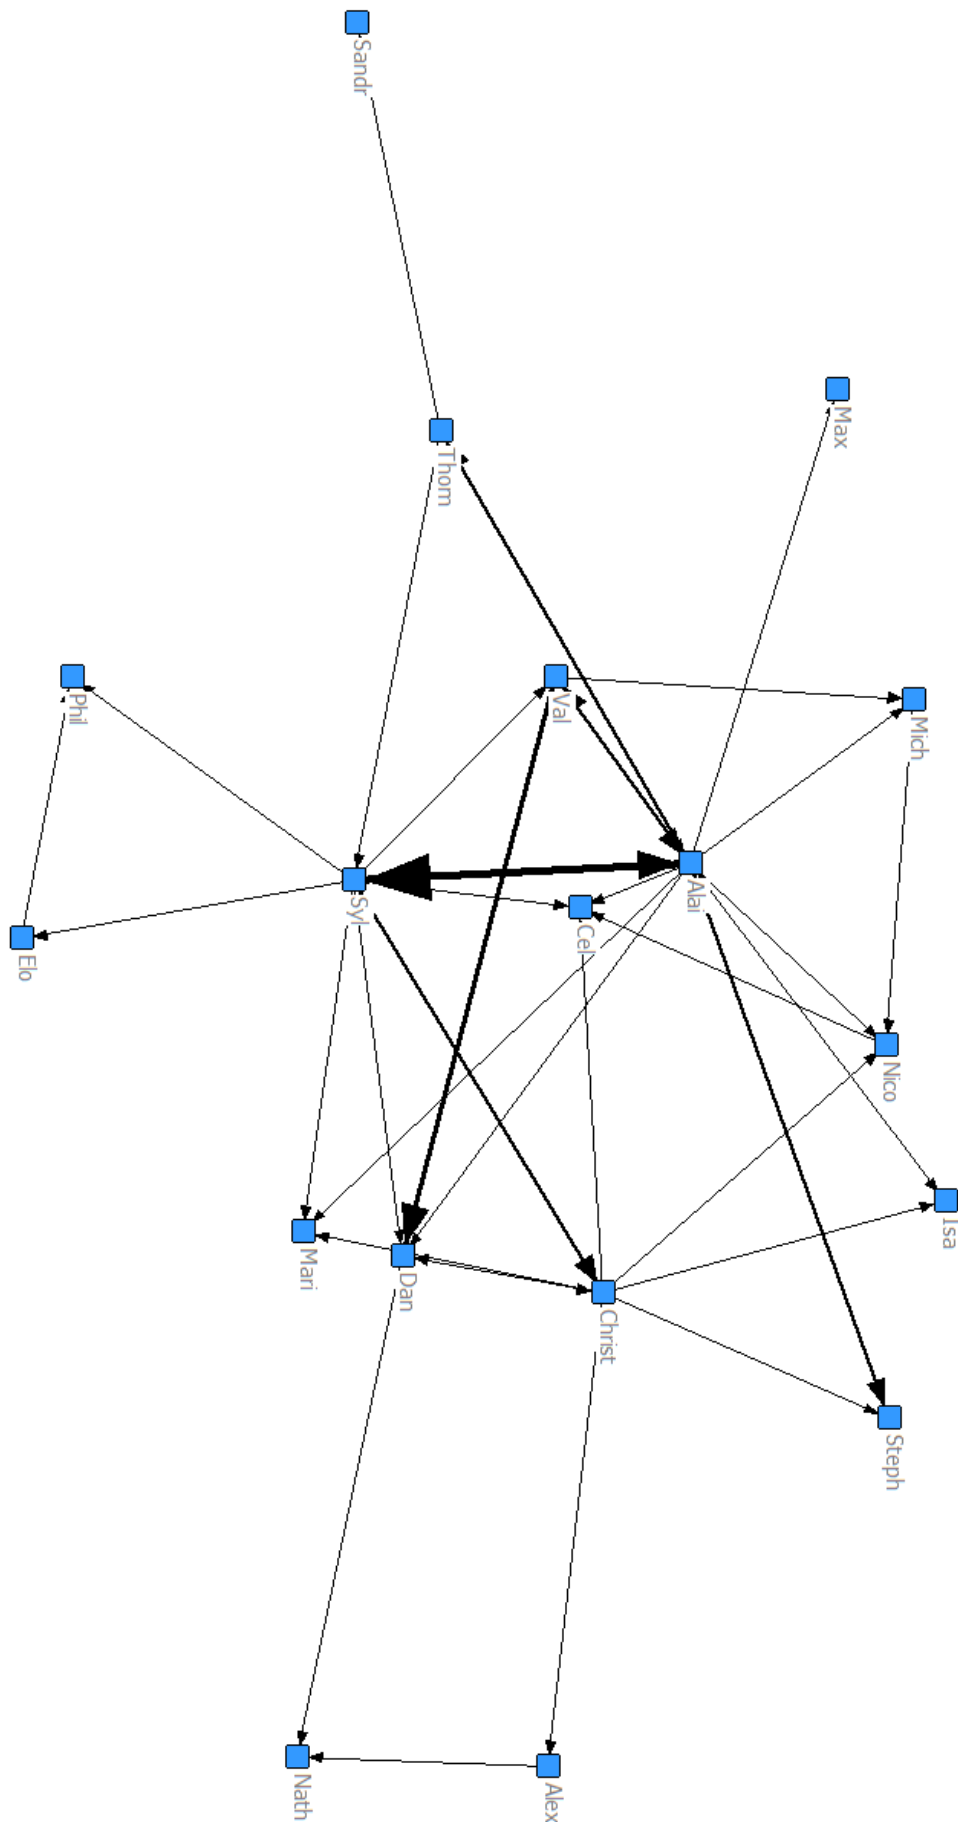 Sandr
Max
Thom
Phil
Val
Mich
Alai
Syl
Cel
Elo
Nico
Isa
Mari
Dan
Christ
Steph
Nath
Alex